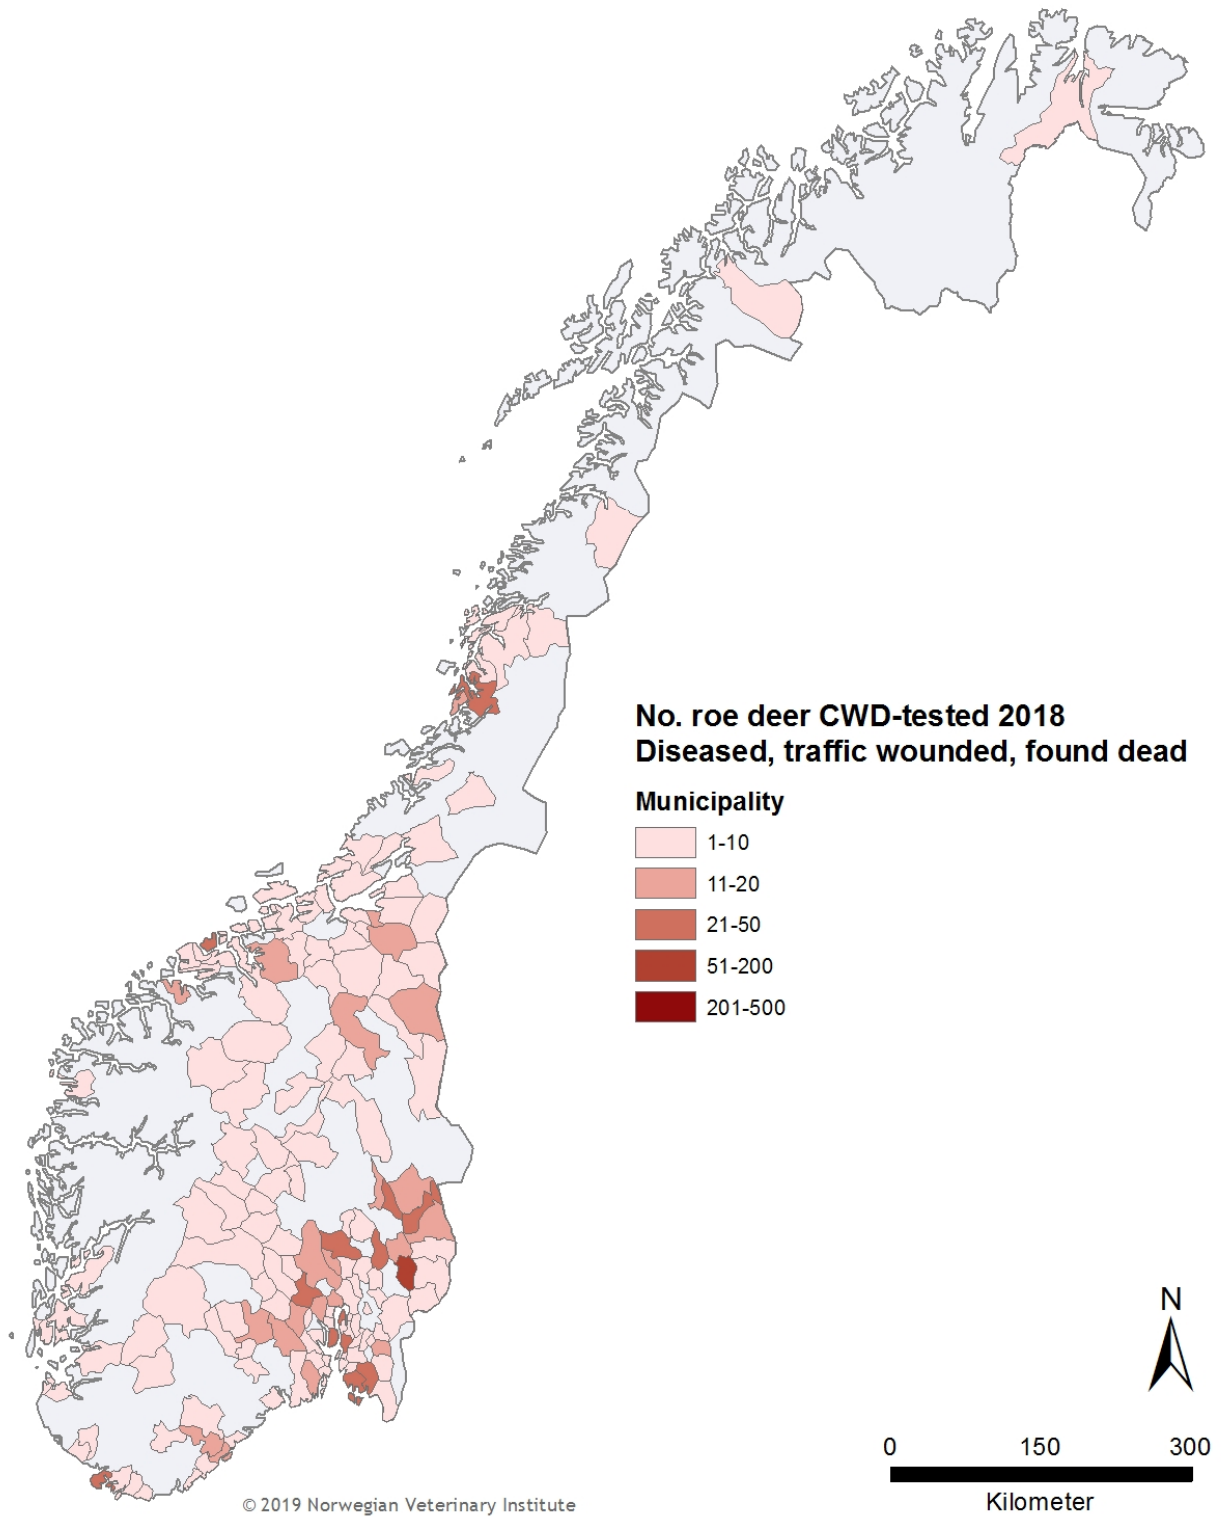 No. roe deer CWD-tested 2018
Diseased, traffic wounded, found dead
Municipality
1-10
11-20
21-50
51-200
201-500
N
0 150 300
Kilometer
© 2019 Norwegian Veterinary Institute